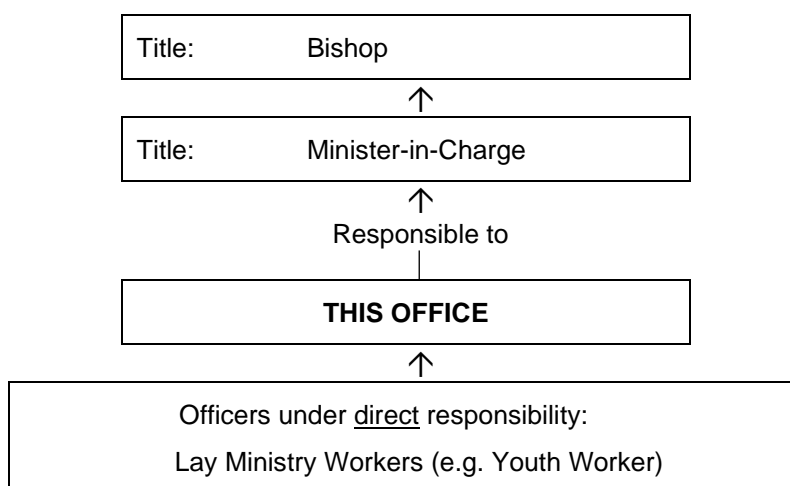 Title: Bishop
Title: Minister-in-Charge
Responsible to
THIS OFFICE
Officers under direct responsibility:
Lay Ministry Workers (e.g. Youth Worker)